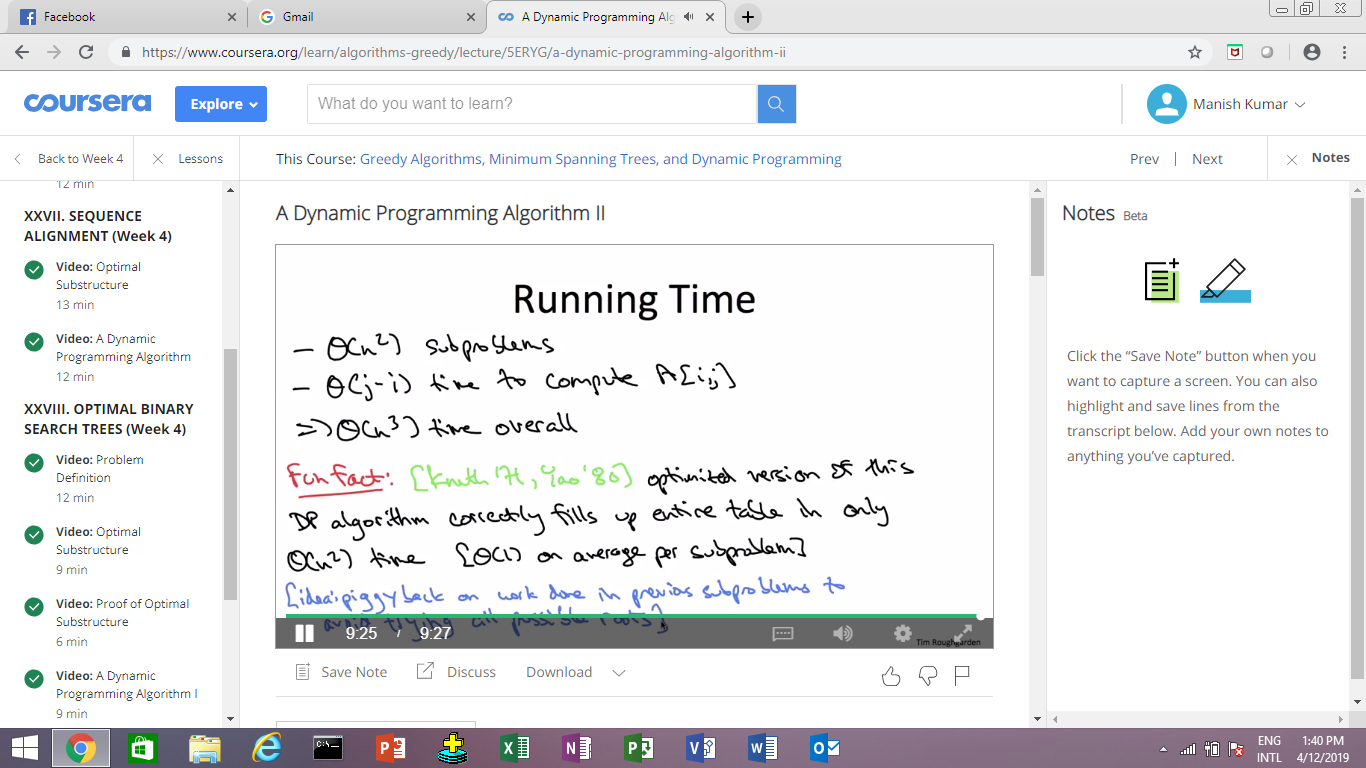 Facebook
Gmail
A Dynamic Programming Alg
https://www.coursera.org/learn/algorithms-greedy/lecture/5ERYG/a-dynamic-programming-algorithm-ii
coursera
Explore
What do you want to learn?
Manish Kumar
Back to Week 4
Lessons
This Course: Greedy Algorithms, Minimum Spanning Trees, and Dynamic Programming
Prev | Next
Notes
12 min
XXVII. SEQUENCE
ALIGNMENT (Week 4)
Video: Optimal
Substructure
13 min
Video: A Dynamic
Programming Algorithm
12 min
XXVIII. OPTIMAL BINARY
SEARCH TREES (Week 4)
Video: Problem
Definition
12 min
Video: Optimal
Substructure
9 min
Video: Proof of Optimal
Substructure
6 min
Video: A Dynamic
Programming Algorithm I
9 min
A Dynamic Programming Algorithm II
Running Time
- Θ(n²) subproblems
- Θ(j-i) time to compute A[i,j]
=> Θ(n³) time overall
Fun fact: [Knuth '71, Yao '80] optimized version of this
DP algorithm correctly fills up entire table in only
Θ(n²) time [Θ(1) on average per subproblem]
[idea: piggyback on work done in previous subproblems to
avoid trying all possible roots]
9:25 / 9:27
Tim Roughgarden
Save Note
Discuss
Download
Notes Beta
Click the “Save Note” button when you
want to capture a screen. You can also
highlight and save lines from the
transcript below. Add your own notes to
anything you’ve captured.
ENG
INTL
1:40 PM
4/12/2019